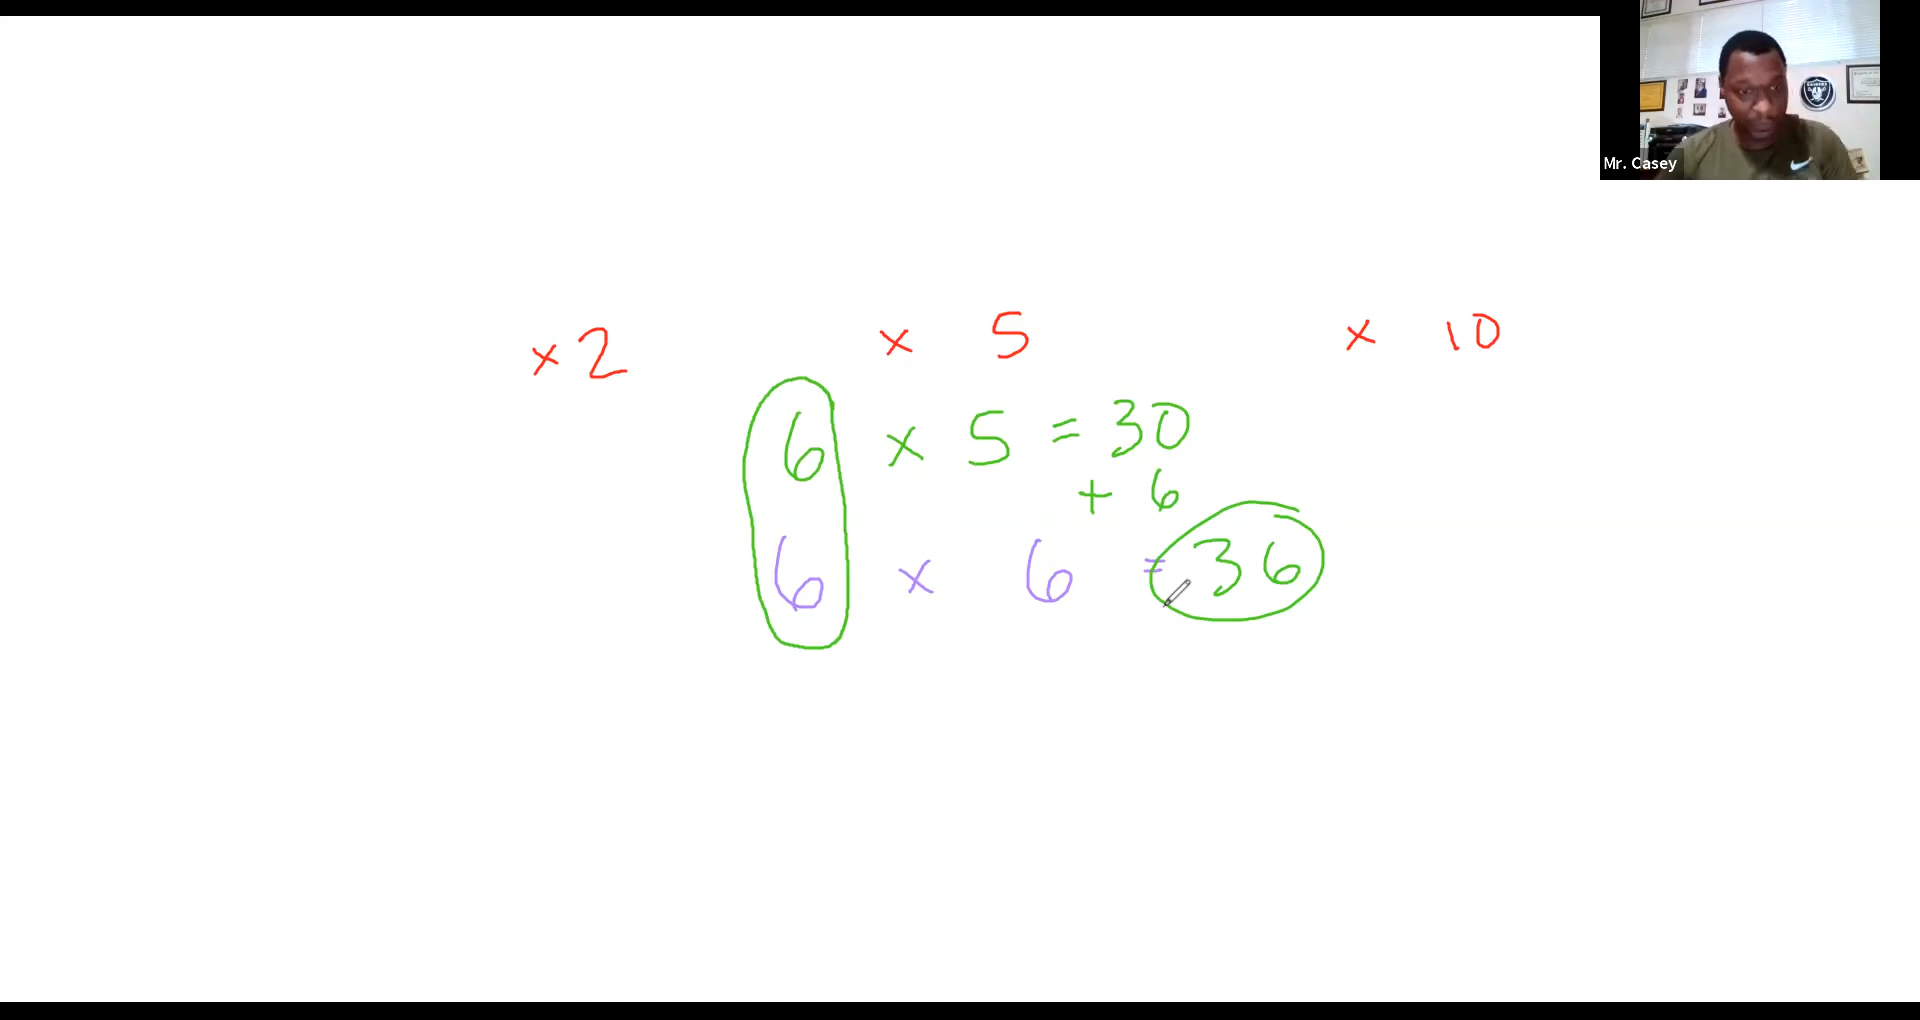 Mr. Casey
× 2 × 5 × 10
6 × 5 = 30
+ 6
6 × 6 = 36